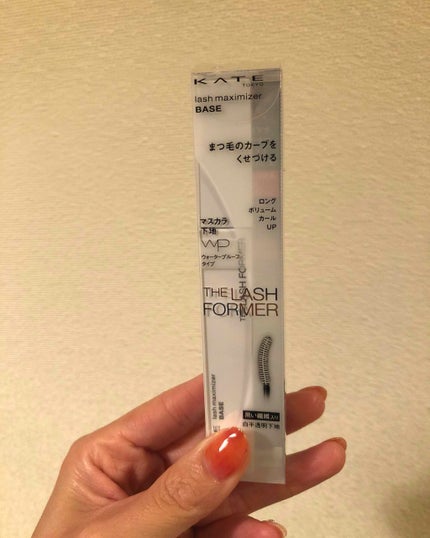 KATE
TOKYO
lash maximizer
BASE
まつ毛のカーブを
くせづける
ロング
ボリューム
カール
UP
マスカラ
下地
WP
ウォータープルーフ
タイプ
THE LASH
FORMER
THE LASH FORMER
lash maximizer
BASE
黒い繊維入り
白半透明下地